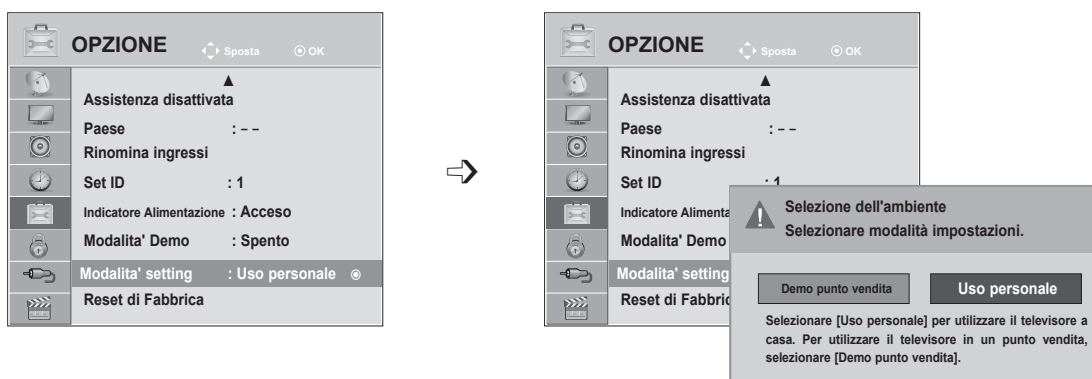 OPZIONE Sposta OK
▲
Assistenza disattivata
Paese : – –
Rinomina ingressi
Set ID : 1
Indicatore Alimentazione : Acceso
Modalita' Demo : Spento
Modalita' setting : Uso personale
Reset di Fabbrica
OPZIONE Sposta OK
▲
Assistenza disattivata
Paese : – –
Rinomina ingressi
Set ID : 1
Indicatore Alimenta
Modalita' Demo
Modalita' setting
Reset di Fabbric
Selezione dell'ambiente
Selezionare modalità impostazioni.
Demo punto vendita Uso personale
Selezionare [Uso personale] per utilizzare il televisore a
casa. Per utilizzare il televisore in un punto vendita,
selezionare [Demo punto vendita].